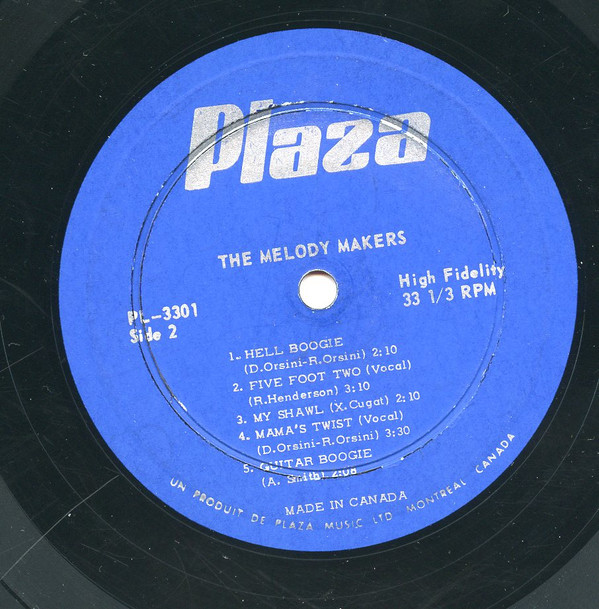 Plaza
THE MELODY MAKERS
High Fidelity
33 1/3 RPM
PL-3301
Side 2
1. HELL BOOGIE
(D.Orsini-R.Orsini) 2:10
2. FIVE FOOT TWO (Vocal)
(R.Henderson) 3:10
3. MY SHAWL (X.Cugat) 2:10
4. MAMA'S TWIST (Vocal)
(D.Orsini-R.Orsini) 3:30
5. GUITAR BOOGIE
(A. Smith) 2:08
MADE IN CANADA
UN PRODUIT DE PLAZA MUSIC LTD MONTREAL CANADA